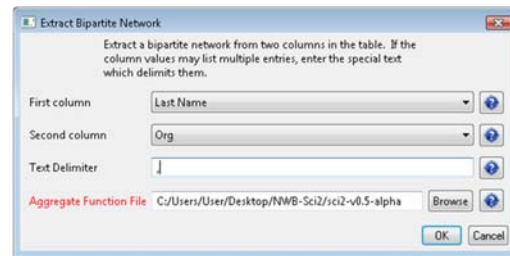 Extract Bipartite Network
Extract a bipartite network from two columns in the table. If the
column values may list multiple entries, enter the special text
which delimits them.
First column
Last Name
Second column
Org
Text Delimiter
,
Aggregate Function File
C:/Users/User/Desktop/NWB-Sci2/sci2-v0.5-alpha
Browse
OK
Cancel